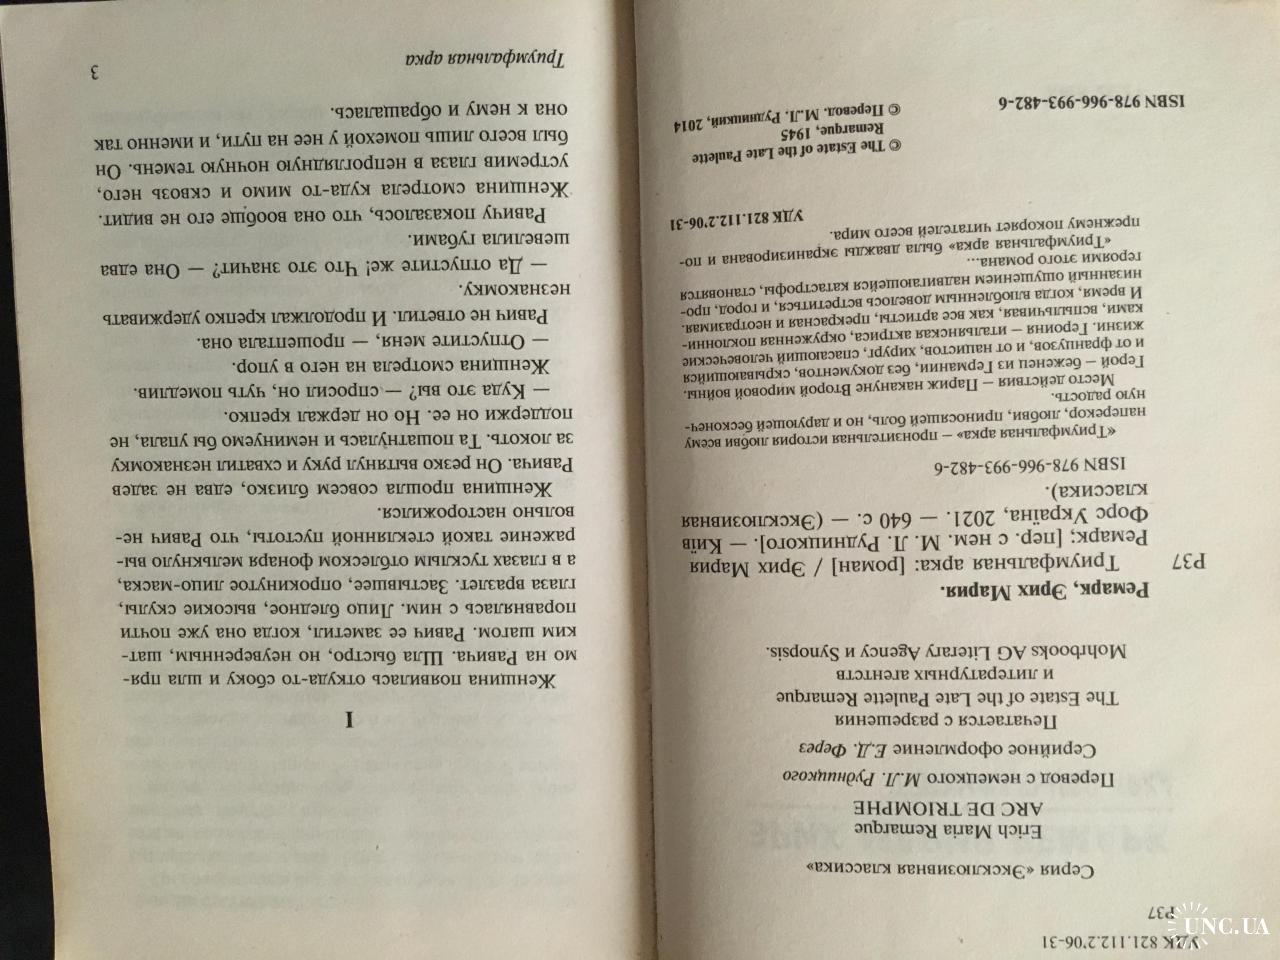 УДК 821.112.2'06-31
Р37
Серия «Эксклюзивная классика»
Erich Maria Remarque
ARC DE TRIOMPHE
Перевод с немецкого М.Л. Рудницкого
Серийное оформление Е.Д. Ферез
Печатается с разрешения
The Estate of the Late Paulette Remarque
и литературных агентств
Mohrbooks AG Literary Agency и Synopsis.
Ремарк, Эрих Мария.
Р37 Триумфальная арка: [роман] / Эрих Мария
Ремарк; [пер. с нем. М. Л. Рудницкого]. — Київ
Форс Україна, 2021. — 640 с. — (Эксклюзивная
классика).
ISBN 978-966-993-482-6
«Триумфальная арка» – пронзительная история любви всему
наперекор, любви, приносящей боль, но и дарующей бесконеч-
ную радость.
Место действия – Париж накануне Второй мировой войны.
Герой – беженец из Германии, без документов, скрывающийся
и от французов, и от нацистов, хирург, спасающий человеческие
жизни. Героиня – итальянская актриса, окруженная поклонни-
ками, вспыльчивая, как все артисты, прекрасная и неотразимая.
И время, когда влюбленным довелось встретиться, и город, про-
низанный ощущением надвигающейся катастрофы, становятся
героями этого романа...
«Триумфальная арка» была дважды экранизирована и по-
прежнему покоряет читателей всего мира.
УДК 821.112.2'06-31
© The Estate of the Late Paulette
Remarque, 1945
© Перевод. М.Л. Рудницкий, 2014
ISBN 978-966-993-482-6
I
Женщина появилась откуда-то сбоку и шла пря-
мо на Равича. Шла быстро, но неуверенным, шат-
ким шагом. Равич ее заметил, когда она уже почти
поравнялась с ним. Лицо бледное, высокие скулы,
глаза вразлет. Застывшее, опрокинутое лицо-маска,
а в глазах тусклым отблеском фонаря мелькнуло вы-
ражение такой стеклянной пустоты, что Равич не-
вольно насторожился.
Женщина прошла совсем близко, едва не задев
Равича. Он резко вытянул руку и схватил незнакомку
за локоть. Та пошатнулась и неминуемо бы упала, не
поддержи он ее. Но он держал крепко.
— Куда это вы? — спросил он, чуть помедлив.
Женщина смотрела на него в упор.
— Отпустите меня, — прошептала она.
Равич не ответил. И продолжал крепко удерживать
незнакомку.
— Да отпустите же! Что это значит? — Она едва
шевелила губами.
Равичу показалось, что она вообще его не видит.
Женщина смотрела куда-то мимо и сквозь него,
устремив глаза в непроглядную ночную темень. Он
был всего лишь помехой у нее на пути, и именно так
она к нему и обращалась.
Триумфальная арка
3
UNC.UA